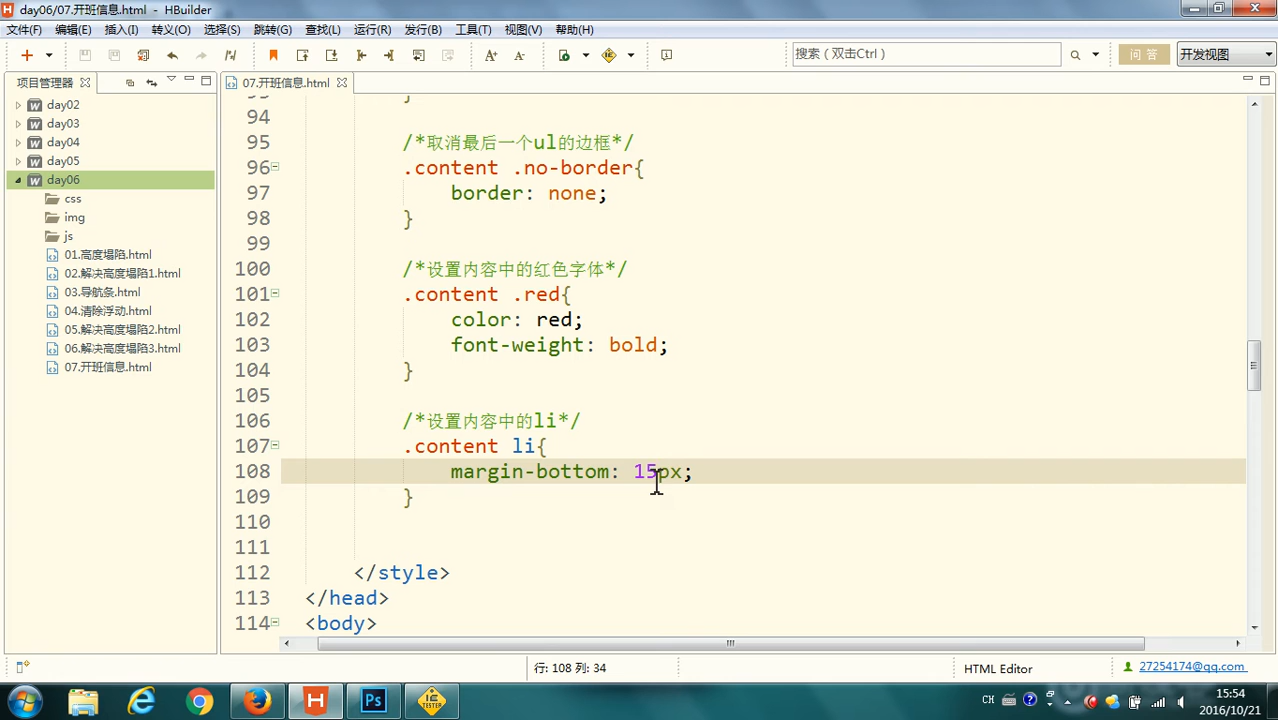 day06/07.开班信息.html - HBuilder
文件(F) 编辑(E) 插入(I) 转义(O) 选择(S) 跳转(G) 查找(L) 运行(R) 发行(B) 工具(T) 视图(V) 帮助(H)
搜索（双击Ctrl） 问答 开发视图
项目管理器
07.开班信息.html
day02
day03
day04
day05
day06
css
img
js
01.高度塌陷.html
02.解决高度塌陷1.html
03.导航条.html
04.清除浮动.html
05.解决高度塌陷2.html
06.解决高度塌陷3.html
07.开班信息.html
94
95 /*取消最后一个ul的边框*/
96 .content .no-border{
97 border: none;
98 }
99
100 /*设置内容中的红色字体*/
101 .content .red{
102 color: red;
103 font-weight: bold;
104 }
105
106 /*设置内容中的li*/
107 .content li{
108 margin-bottom: 15px;
109 }
110
111
112 </style>
113 </head>
114 <body>
行: 108 列: 34
HTML Editor
27254174@qq.com
CH
15:54
2016/10/21